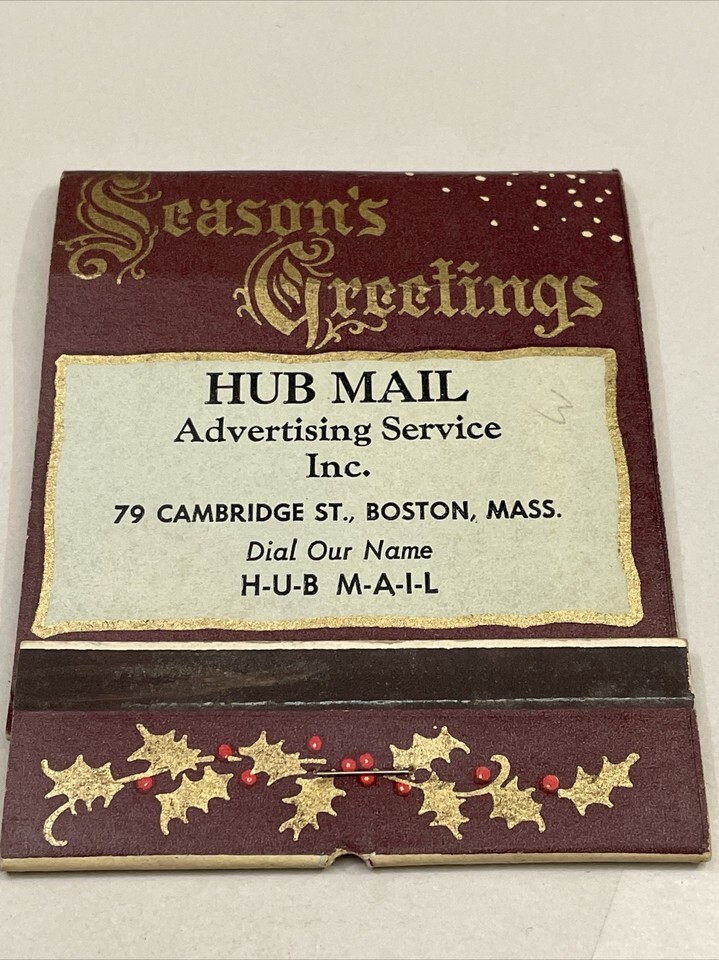 Season's
Greetings
HUB MAIL
Advertising Service
Inc.
79 CAMBRIDGE ST., BOSTON, MASS.
Dial Our Name
H-U-B M-A-I-L